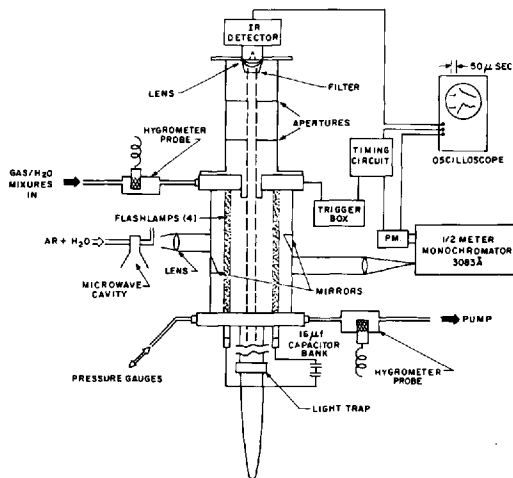 IR
DETECTOR
LENS
FILTER
APERTURES
50 μ SEC
OSCILLOSCOPE
TIMING
CIRCUIT
HYGROMETER
PROBE
GAS/H2O
MIXTURES
IN
TRIGGER
BOX
FLASHLAMPS (4)
P.M.
1/2 METER
MONOCHROMATOR
3083Å
AR + H2O
LENS
MICROWAVE
CAVITY
MIRRORS
PUMP
16 μf
CAPACITOR
BANK
HYGROMETER
PROBE
PRESSURE GAUGES
LIGHT TRAP